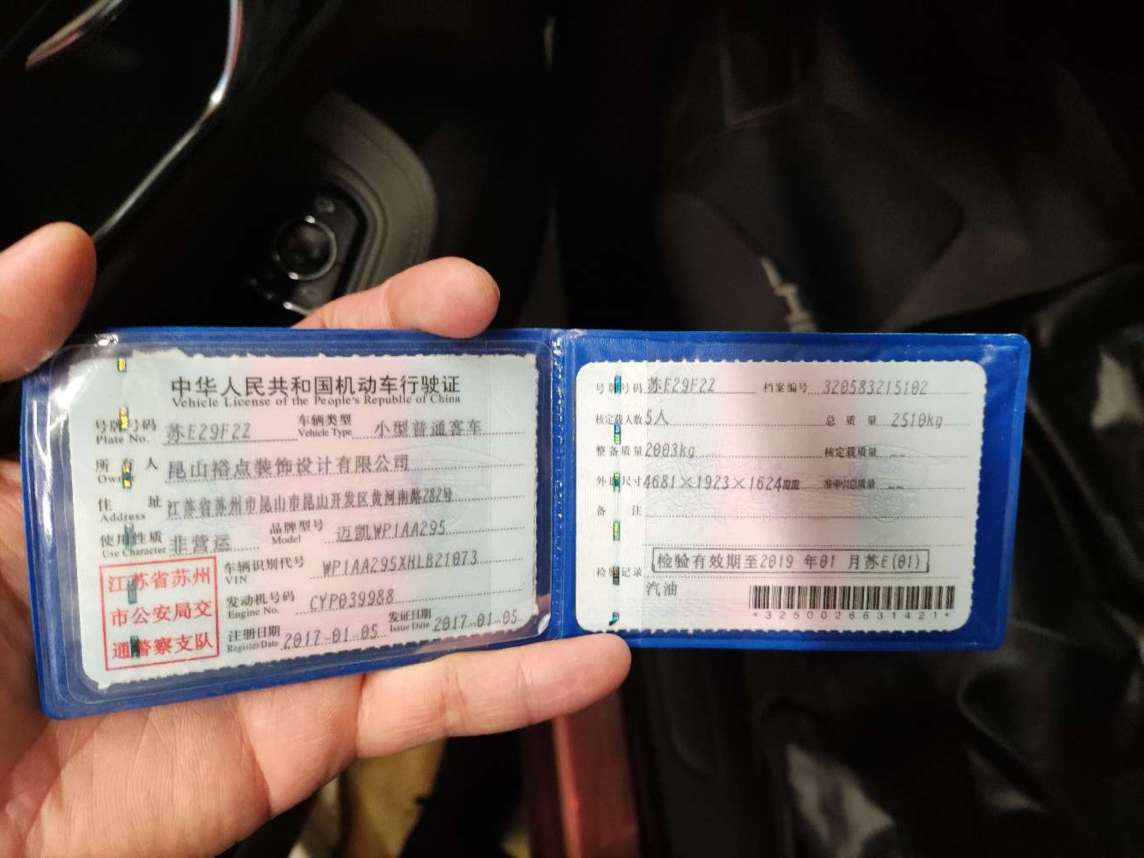 中华人民共和国机动车行驶证
Vehicle License of the People's Republic of China
号牌号码 苏E29F2Z 车辆类型 小型普通客车
Plate No. Vehicle Type
所有人 昆山裕点装饰设计有限公司
Owner
住址 江苏省苏州市昆山市昆山开发区黄河南路282号
Address
使用性质 非营运 品牌型号 迈凯WP1AA295
Use Character Model
江苏省苏州
市公安局交
通警察支队
车辆识别代号 WP1AA295XHLB21073
VIN
发动机号码 CYP039988
Engine No.
注册日期 2017-01-05 发证日期 2017-01-05
Register Date Issue Date
号牌号码 苏E29F2Z 档案编号 320583215102
核定载人数 5人 总质量 2510kg
整备质量 2003kg 核定载质量 --
外廓尺寸 4681×1923×1624 准牵引总质量 --
备注
检验记录 检验有效期至2019年01月苏E(01)
汽油
*3250026631421*